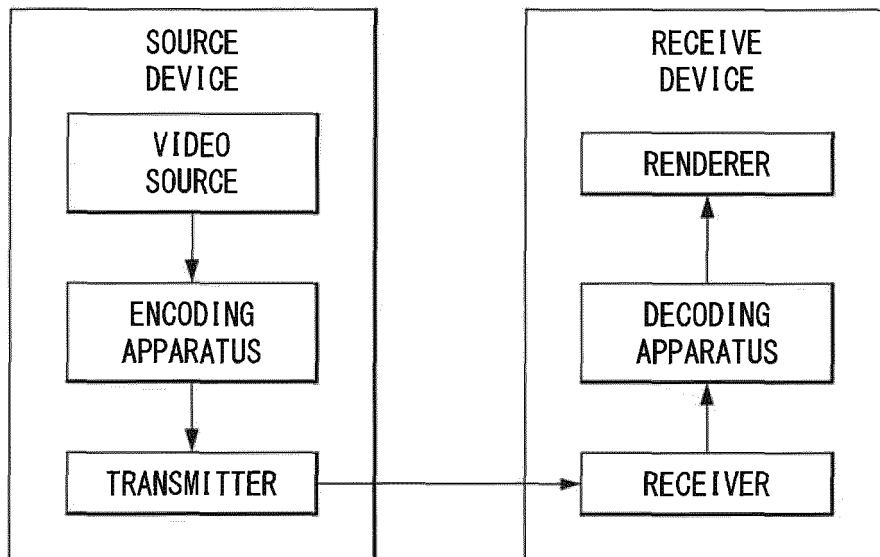 SOURCE
DEVICE
VIDEO
SOURCE
ENCODING
APPARATUS
TRANSMITTER
RECEIVE
DEVICE
RENDERER
DECODING
APPARATUS
RECEIVER